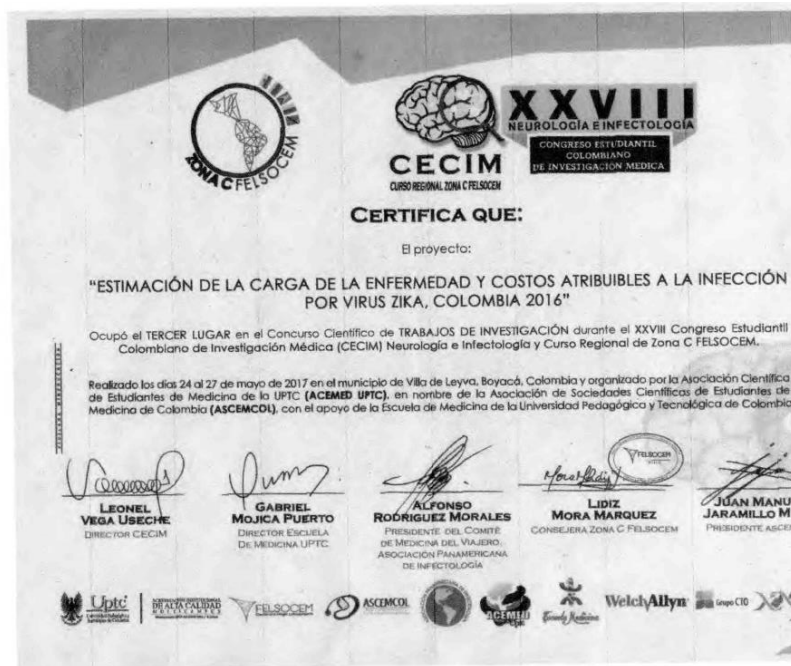 ZONA C FELSOCEM
CECIM
CURSO REGIONAL ZONA C FELSOCEM
XXVIII
NEUROLOGÍA E INFECTOLOGÍA
CONGRESO ESTUDIANTIL
COLOMBIANO
DE INVESTIGACIÓN MEDICA
CERTIFICA QUE:
El proyecto:
"ESTIMACIÓN DE LA CARGA DE LA ENFERMEDAD Y COSTOS ATRIBUIBLES A LA INFECCIÓN
POR VIRUS ZIKA, COLOMBIA 2016"
Ocupó el TERCER LUGAR en el Concurso Científico de TRABAJOS DE INVESTIGACIÓN durante el XXVIII Congreso Estudiantil
Colombiano de Investigación Médica (CECIM) Neurología e Infectología y Curso Regional de Zona C FELSOCEM.
Realizado los días 24 al 27 de mayo de 2017 en el municipio de Villa de Leyva, Boyacá, Colombia y organizado por la Asociación Científica
de Estudiantes de Medicina de la UPTC (ACEMED UPTC), en nombre de la Asociación de Sociedades Científicas de Estudiantes de
Medicina de Colombia (ASCEMCOL), con el apoyo de la Escuela de Medicina de la Universidad Pedagógica y Tecnológica de Colombia
FELSOCEM
LEONEL
VEGA USECHE
DIRECTOR CECIM
GABRIEL
MOJICA PUERTO
DIRECTOR ESCUELA
DE MEDICINA UPTC
ALFONSO
RODRIGUEZ MORALES
PRESIDENTE DEL COMITÉ
DE MEDICINA DEL VIAJERO.
ASOCIACIÓN PANAMERICANA
DE INFECTOLOGÍA
LIDIZ
MORA MARQUEZ
CONSEJERA ZONA C FELSOCEM
JUAN MANU
JARAMILLO M
PRESIDENTE ASCE
Uptc
DE ALTA CALIDAD
FELSOCEM
ASCEMCOL
ACEMED
Escuela Medicina
WelchAllyn
Grupo CTO